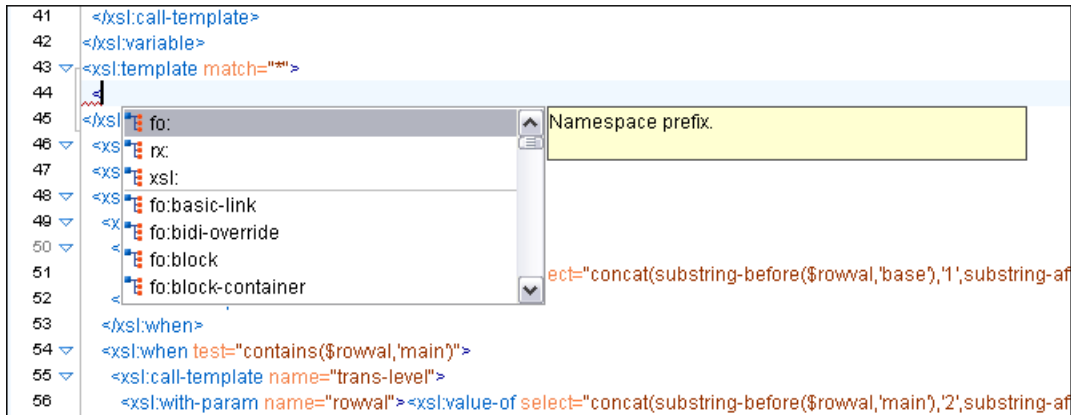 41 </xsl:call-template>
42 </xsl:variable>
43 <xsl:template match="*">
44 <
45 </xsl
fo:
Namespace prefix.
46 <xs
rx:
47 <xs
xsl:
48 <xs
fo:basic-link
49 <x
fo:bidi-override
50 <
fo:block
51 ect="concat(substring-before($rowval,'base'),'1',substring-af
fo:block-container
52 <
53 </xsl:when>
54 <xsl:when test="contains($rowval,'main')">
55 <xsl:call-template name="trans-level">
56 <xsl:with-param name="rowval"><xsl:value-of select="concat(substring-before($rowval,'main'),'2',substring-af